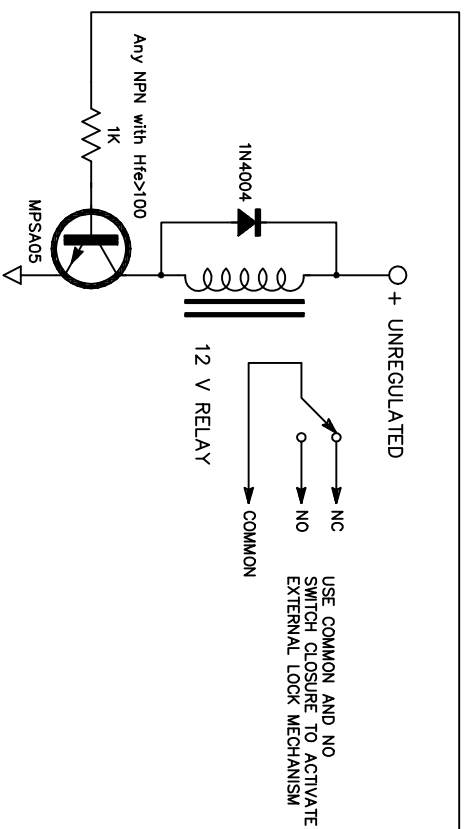 + UNREGULATED
1N4004
12 V RELAY
NC
NO
COMMON
USE COMMON AND NO
SWITCH CLOSURE TO ACTIVATE
EXTERNAL LOCK MECHANISM
Any NPN with Hfe>100
1K
MPSA05